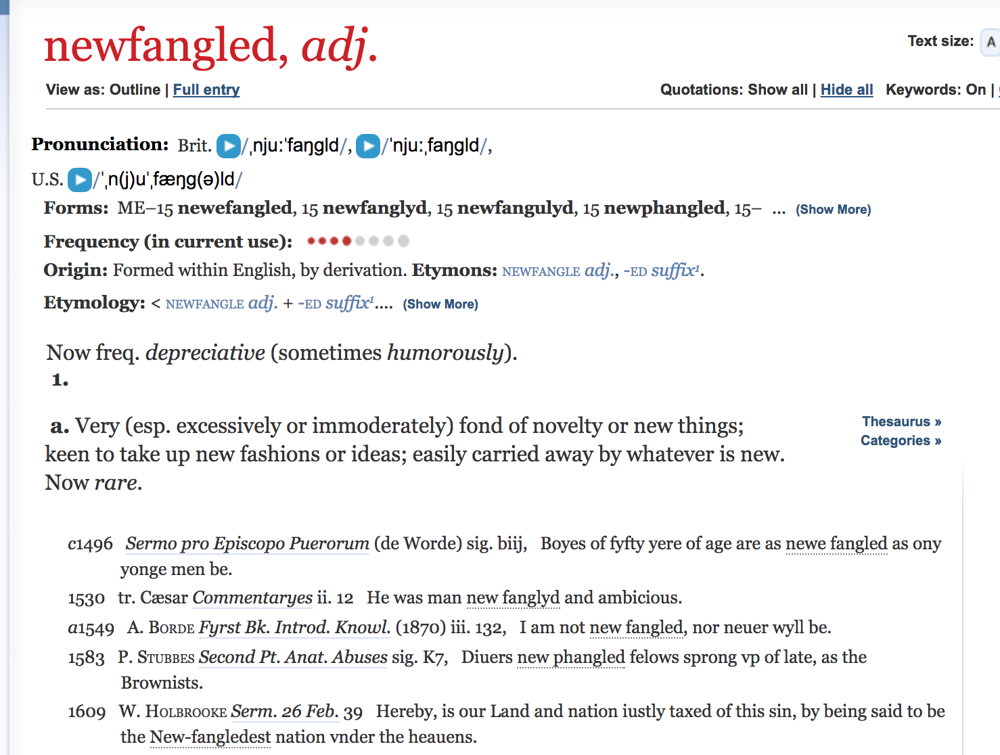 newfangled, adj.
Text size: A
View as: Outline | Full entry
Quotations: Show all | Hide all Keywords: On |
Pronunciation: Brit. /ˌnjuːˈfaŋɡld/, /ˈnjuːˌfaŋɡld/,
U.S. /ˈˌn(j)uˈˌfæŋɡ(ə)ld/
Forms: ME–15 newefangled, 15 newfanglyd, 15 newfangulyd, 15 newphangled, 15– ... (Show More)
Frequency (in current use):
Origin: Formed within English, by derivation. Etymons: NEWFANGLE adj., -ED suffix¹.
Etymology: < NEWFANGLE adj. + -ED suffix¹.... (Show More)
Now freq. depreciative (sometimes humorously).
1.
a. Very (esp. excessively or immoderately) fond of novelty or new things;
keen to take up new fashions or ideas; easily carried away by whatever is new.
Now rare.
Thesaurus »
Categories »
c1496 Sermo pro Episcopo Puerorum (de Worde) sig. biij, Boyes of fyfty yere of age are as newe fangled as ony
yonge men be.
1530 tr. Cæsar Commentaryes ii. 12 He was man new fanglyd and ambicious.
a1549 A. BORDE Fyrst Bk. Introd. Knowl. (1870) iii. 132, I am not new fangled, nor neuer wyll be.
1583 P. STUBBES Second Pt. Anat. Abuses sig. K7, Diuers new phangled felows sprong vp of late, as the
Brownists.
1609 W. HOLBROOKE Serm. 26 Feb. 39 Hereby, is our Land and nation iustly taxed of this sin, by being said to be
the New-fangledest nation vnder the heauens.